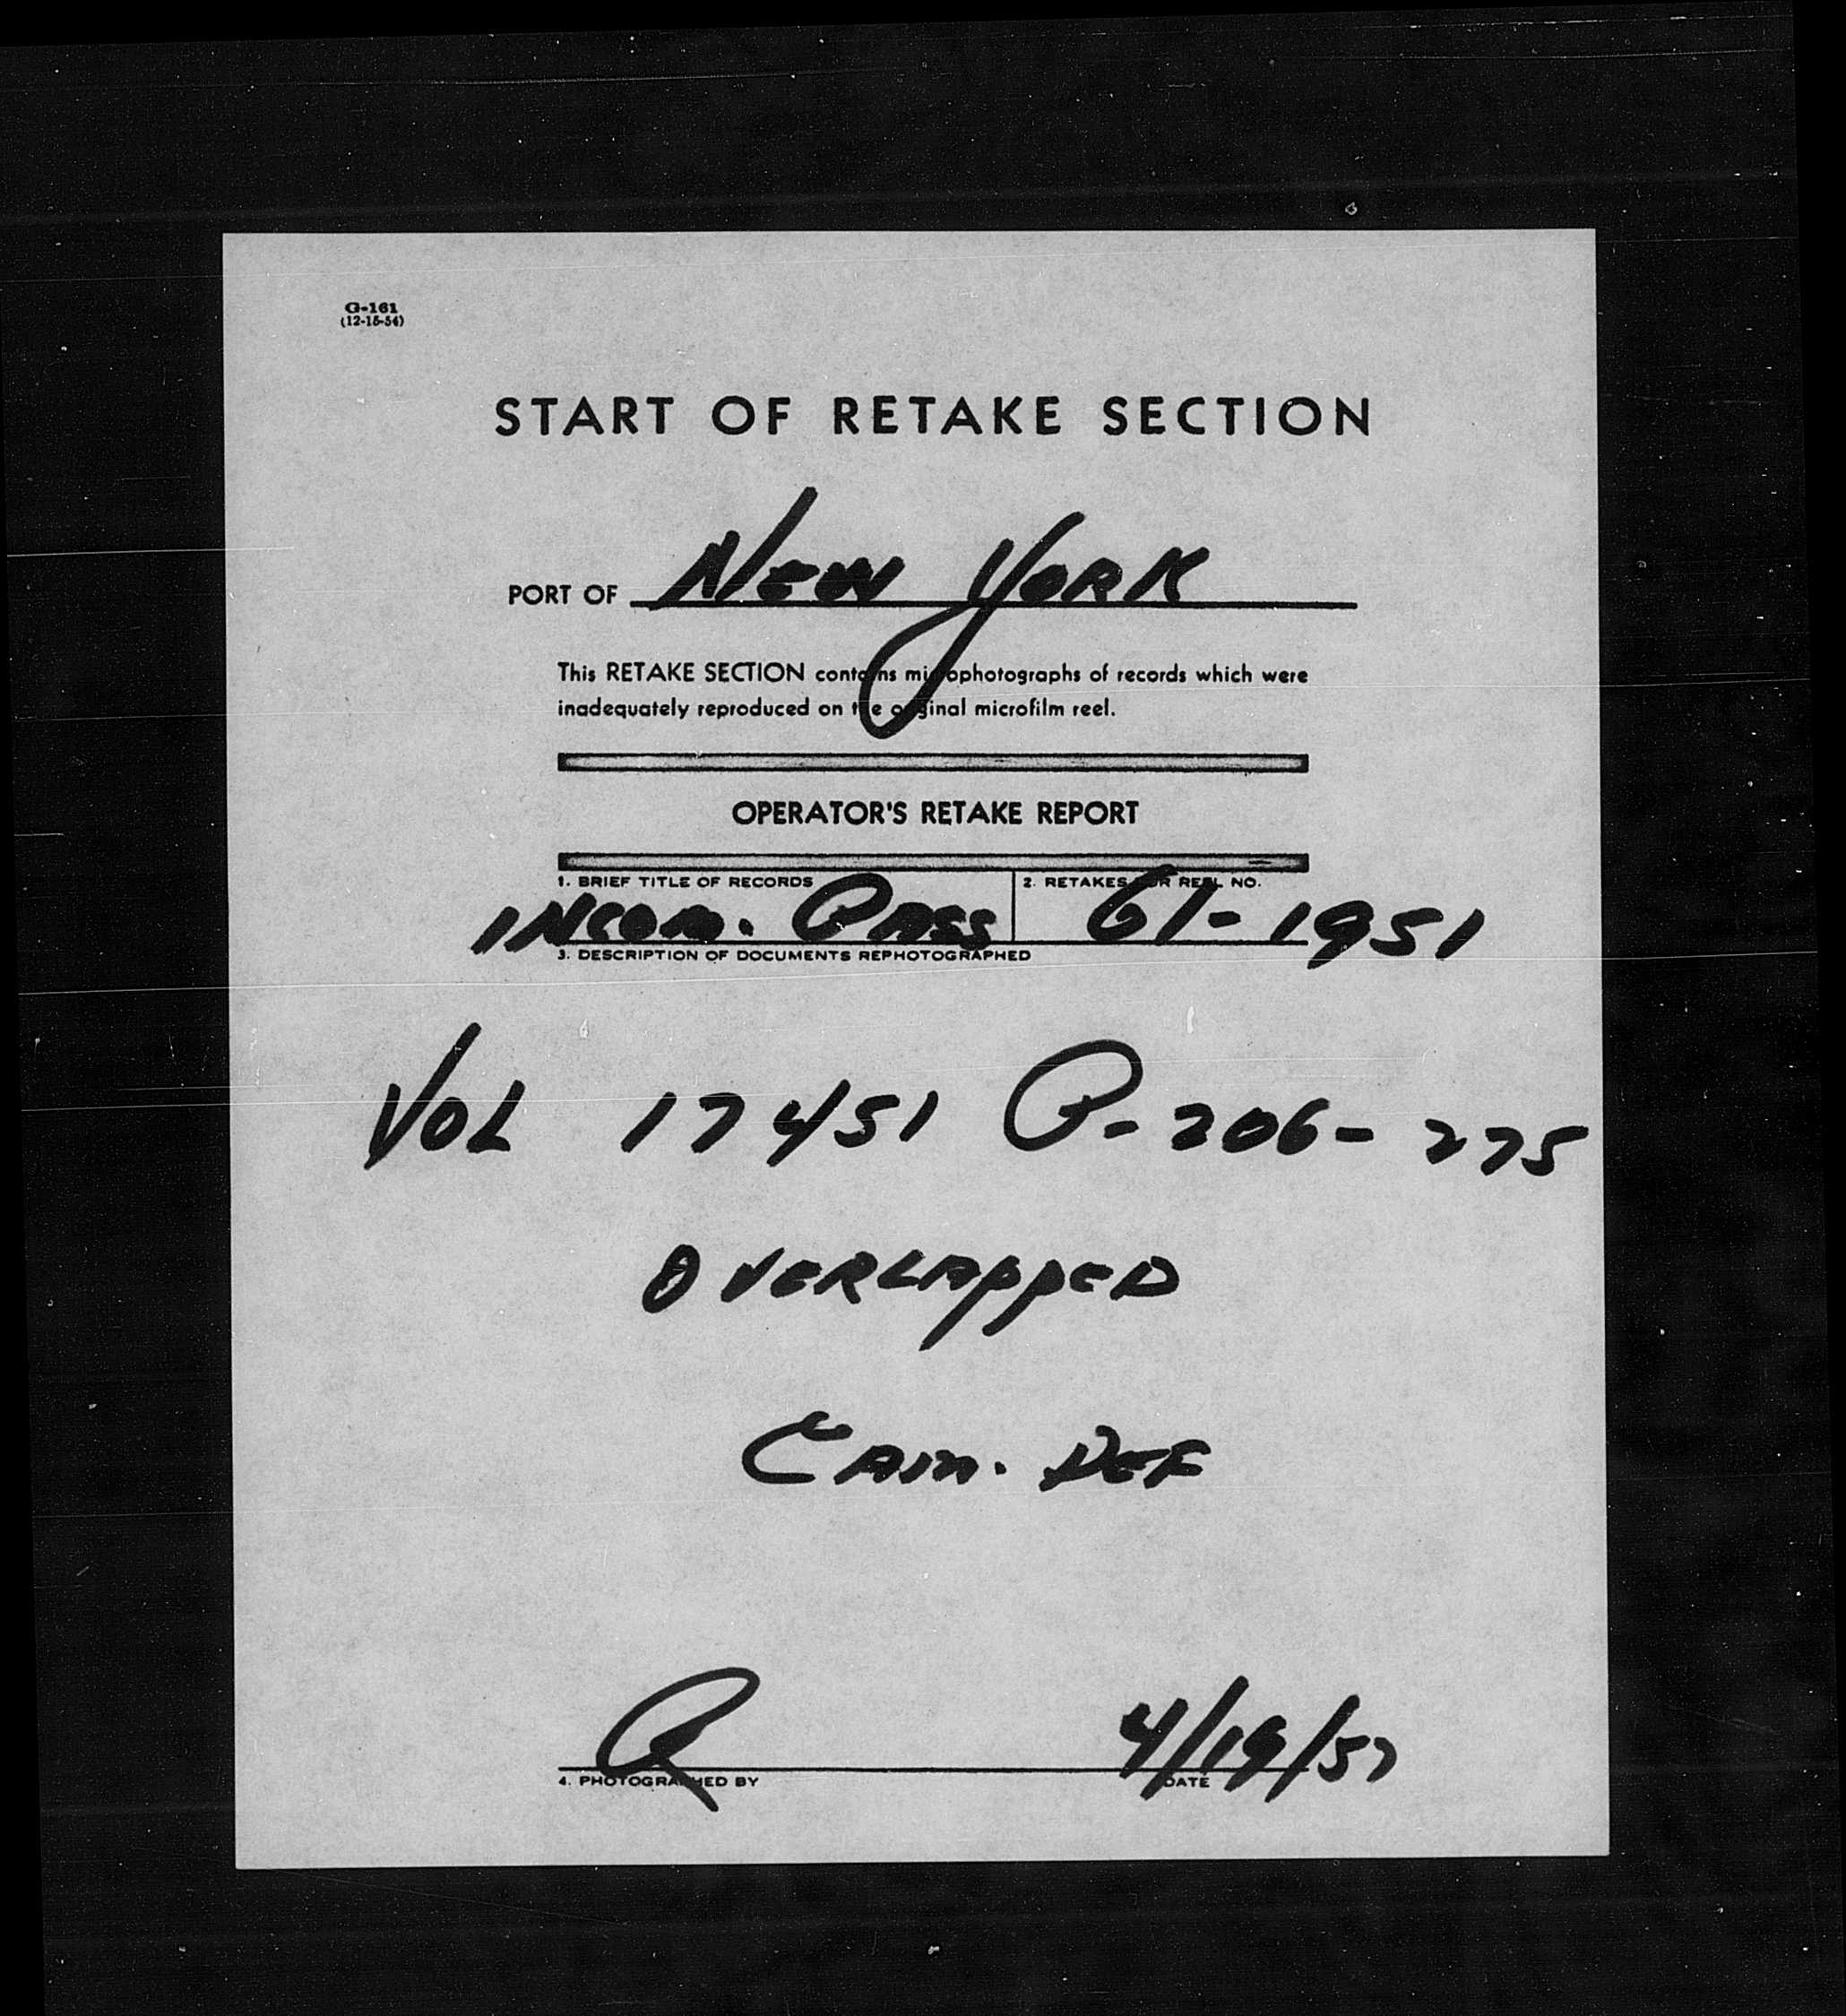 G-161
(12-15-54)
START OF RETAKE SECTION
PORT OF NEW YORK
This RETAKE SECTION contains microphotographs of records which were
inadequately reproduced on the original microfilm reel.
OPERATOR'S RETAKE REPORT
1. BRIEF TITLE OF RECORDS 2. RETAKES FOR REEL NO.
INCOM. PASS 61-1951
3. DESCRIPTION OF DOCUMENTS REPHOTOGRAPHED
VOL 17451 P-206-275
OVERLAPPED
CAM. DEF
4/19/57
4. PHOTOGRAPHED BY DATE